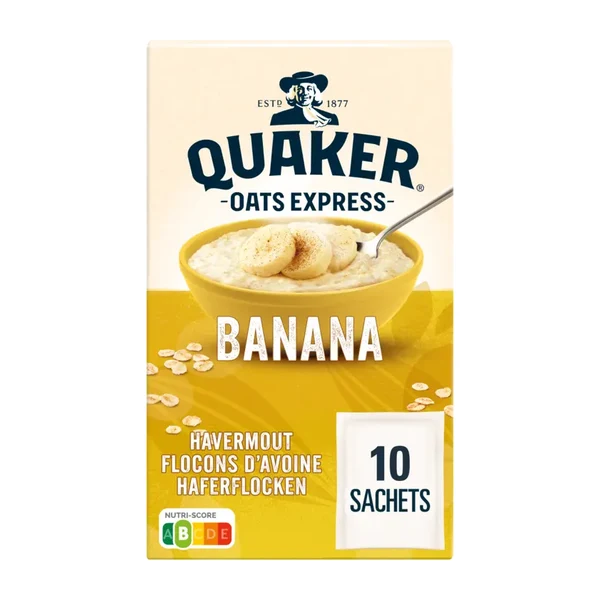 ESTD 1877
QUAKER®
-OATS EXPRESS-
BANANA
HAVERMOUT
FLOCONS D'AVOINE
HAFERFLOCKEN
10
SACHETS
NUTRI-SCORE
A B C D E